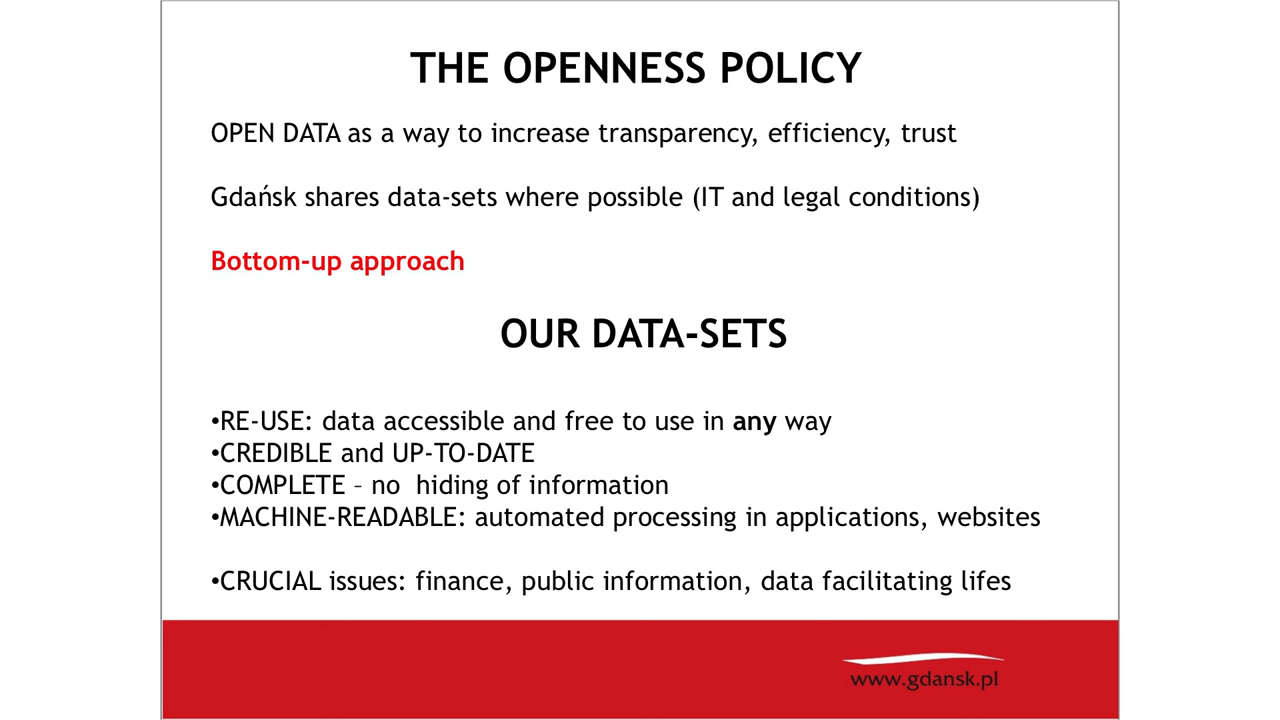 THE OPENNESS POLICY
OPEN DATA as a way to increase transparency, efficiency, trust
Gdańsk shares data-sets where possible (IT and legal conditions)
Bottom-up approach
OUR DATA-SETS
•RE-USE: data accessible and free to use in any way
•CREDIBLE and UP-TO-DATE
•COMPLETE – no  hiding of information
•MACHINE-READABLE: automated processing in applications, websites
•CRUCIAL issues: finance, public information, data facilitating lifes
www.gdansk.pl